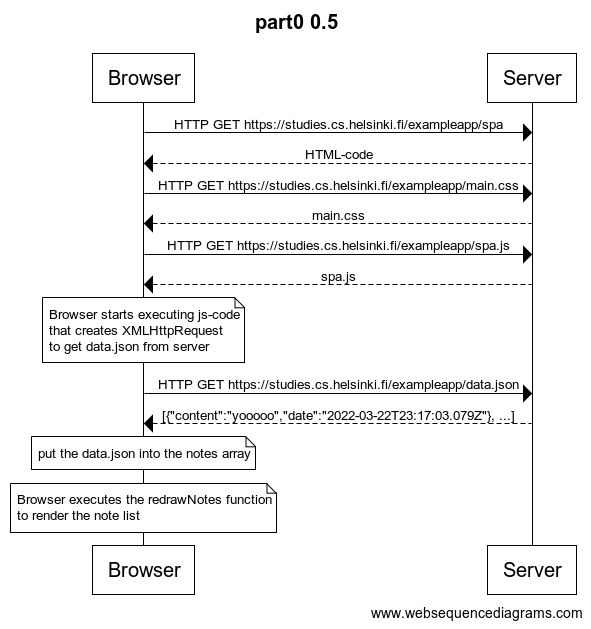 part0 0.5
Browser
Server
HTTP GET https://studies.cs.helsinki.fi/exampleapp/spa
HTML-code
HTTP GET https://studies.cs.helsinki.fi/exampleapp/main.css
main.css
HTTP GET https://studies.cs.helsinki.fi/exampleapp/spa.js
spa.js
Browser starts executing js-code
that creates XMLHttpRequest
to get data.json from server
HTTP GET https://studies.cs.helsinki.fi/exampleapp/data.json
[{"content":"yooooo","date":"2022-03-22T23:17:03.079Z"}, ...]
put the data.json into the notes array
Browser executes the redrawNotes function
to render the note list
Browser
Server
www.websequencediagrams.com